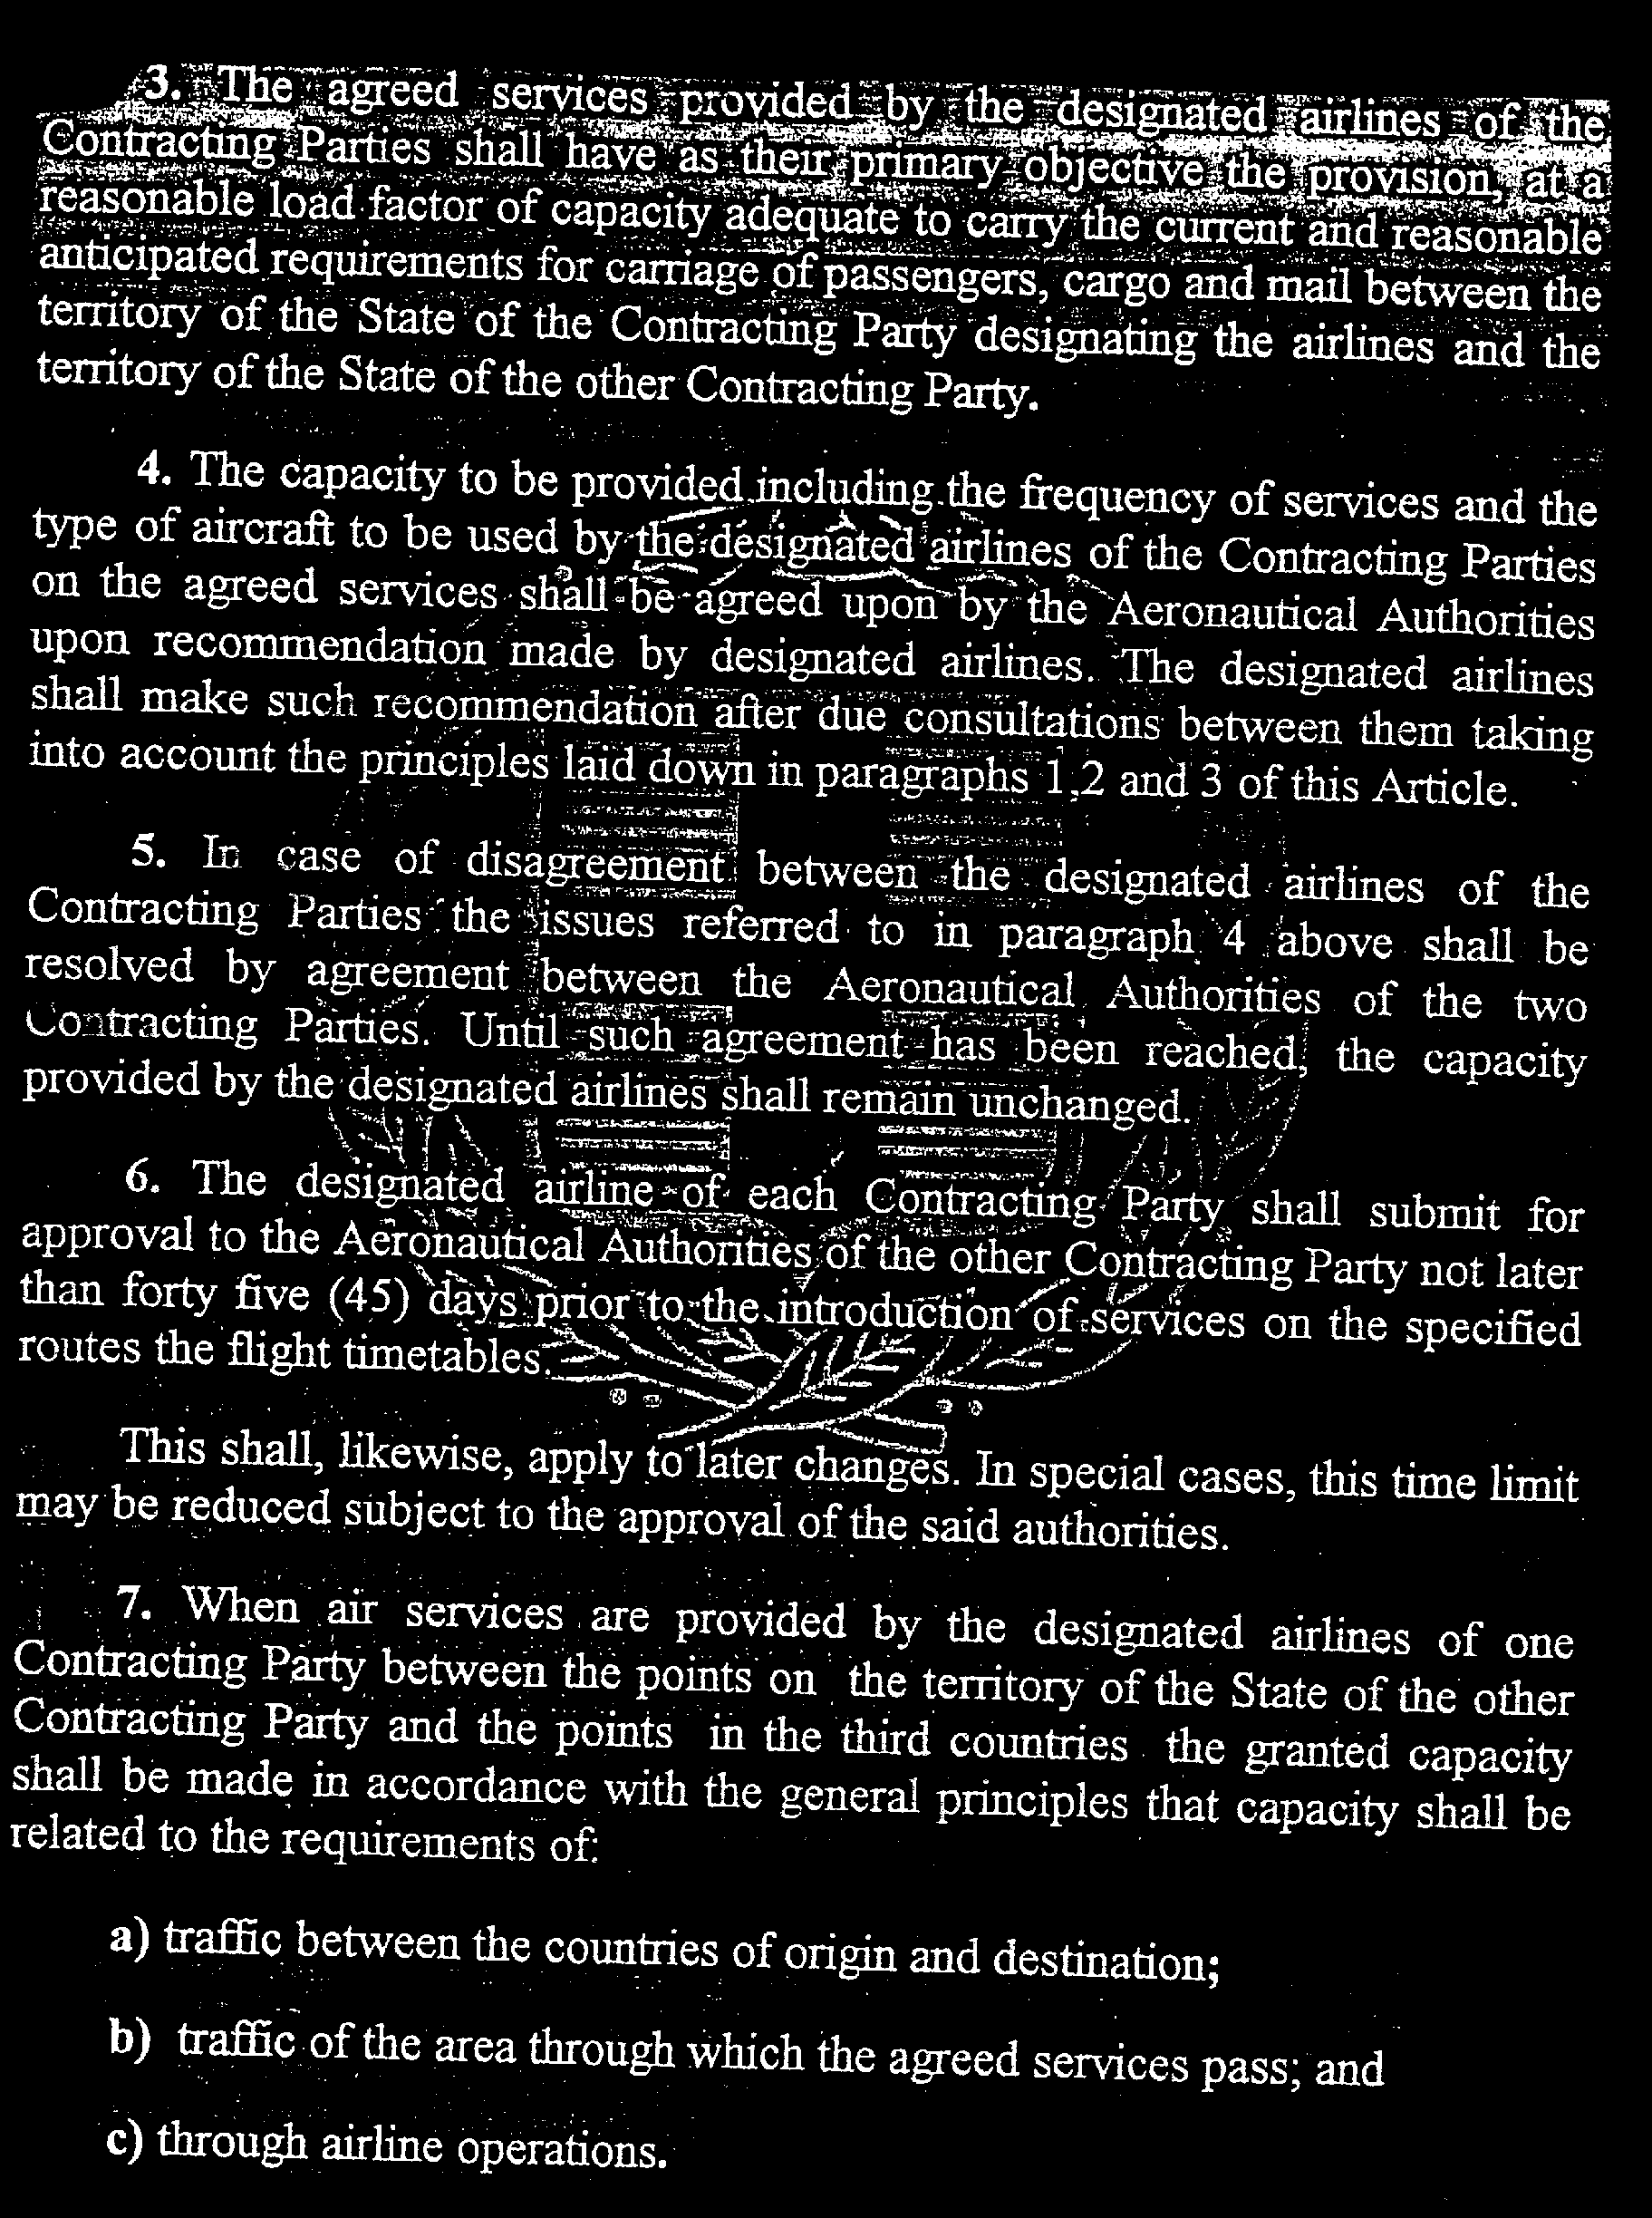 3. The agreed services provided by the designated airlines of the
Contracting Parties shall have as their primary objective the provision, at a
reasonable load factor of capacity adequate to carry the current and reasonable
anticipated requirements for carriage of passengers, cargo and mail between the
territory of the State of the Contracting Party designating the airlines and the
territory of the State of the other Contracting Party.
4. The capacity to be provided including the frequency of services and the
type of aircraft to be used by the designated airlines of the Contracting Parties
on the agreed services shall be agreed upon by the Aeronautical Authorities
upon recommendation made by designated airlines. The designated airlines
shall make such recommendation after due consultations between them taking
into account the principles laid down in paragraphs 1,2 and 3 of this Article.
5. In case of disagreement between the designated airlines of the
Contracting Parties the issues referred to in paragraph 4 above shall be
resolved by agreement between the Aeronautical Authorities of the two
Contracting Parties. Until such agreement has been reached, the capacity
provided by the designated airlines shall remain unchanged.
6. The designated airline of each Contracting Party shall submit for
approval to the Aeronautical Authorities of the other Contracting Party not later
than forty five (45) days prior to the introduction of services on the specified
routes the flight timetables.
This shall, likewise, apply to later changes. In special cases, this time limit
may be reduced subject to the approval of the said authorities.
7. When air services are provided by the designated airlines of one
Contracting Party between the points on the territory of the State of the other
Contracting Party and the points in the third countries the granted capacity
shall be made in accordance with the general principles that capacity shall be
related to the requirements of:
a) traffic between the countries of origin and destination;
b) traffic of the area through which the agreed services pass; and
c) through airline operations.